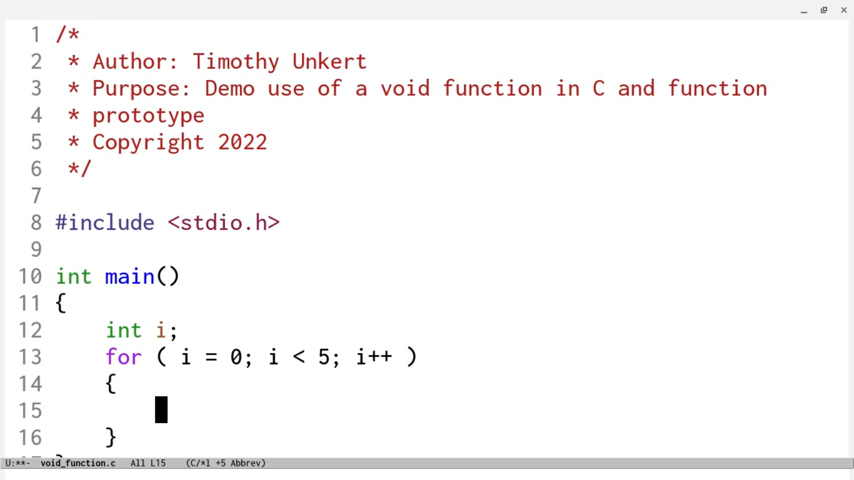 1 /*
2  * Author: Timothy Unkert
3  * Purpose: Demo use of a void function in C and function
4  * prototype
5  * Copyright 2022
6  */
7
8 #include <stdio.h>
9
10 int main()
11 {
12     int i;
13     for ( i = 0; i < 5; i++ )
14     {
15
16     }
U:**-  void_function.c   All L15   (C/*l +5 Abbrev)